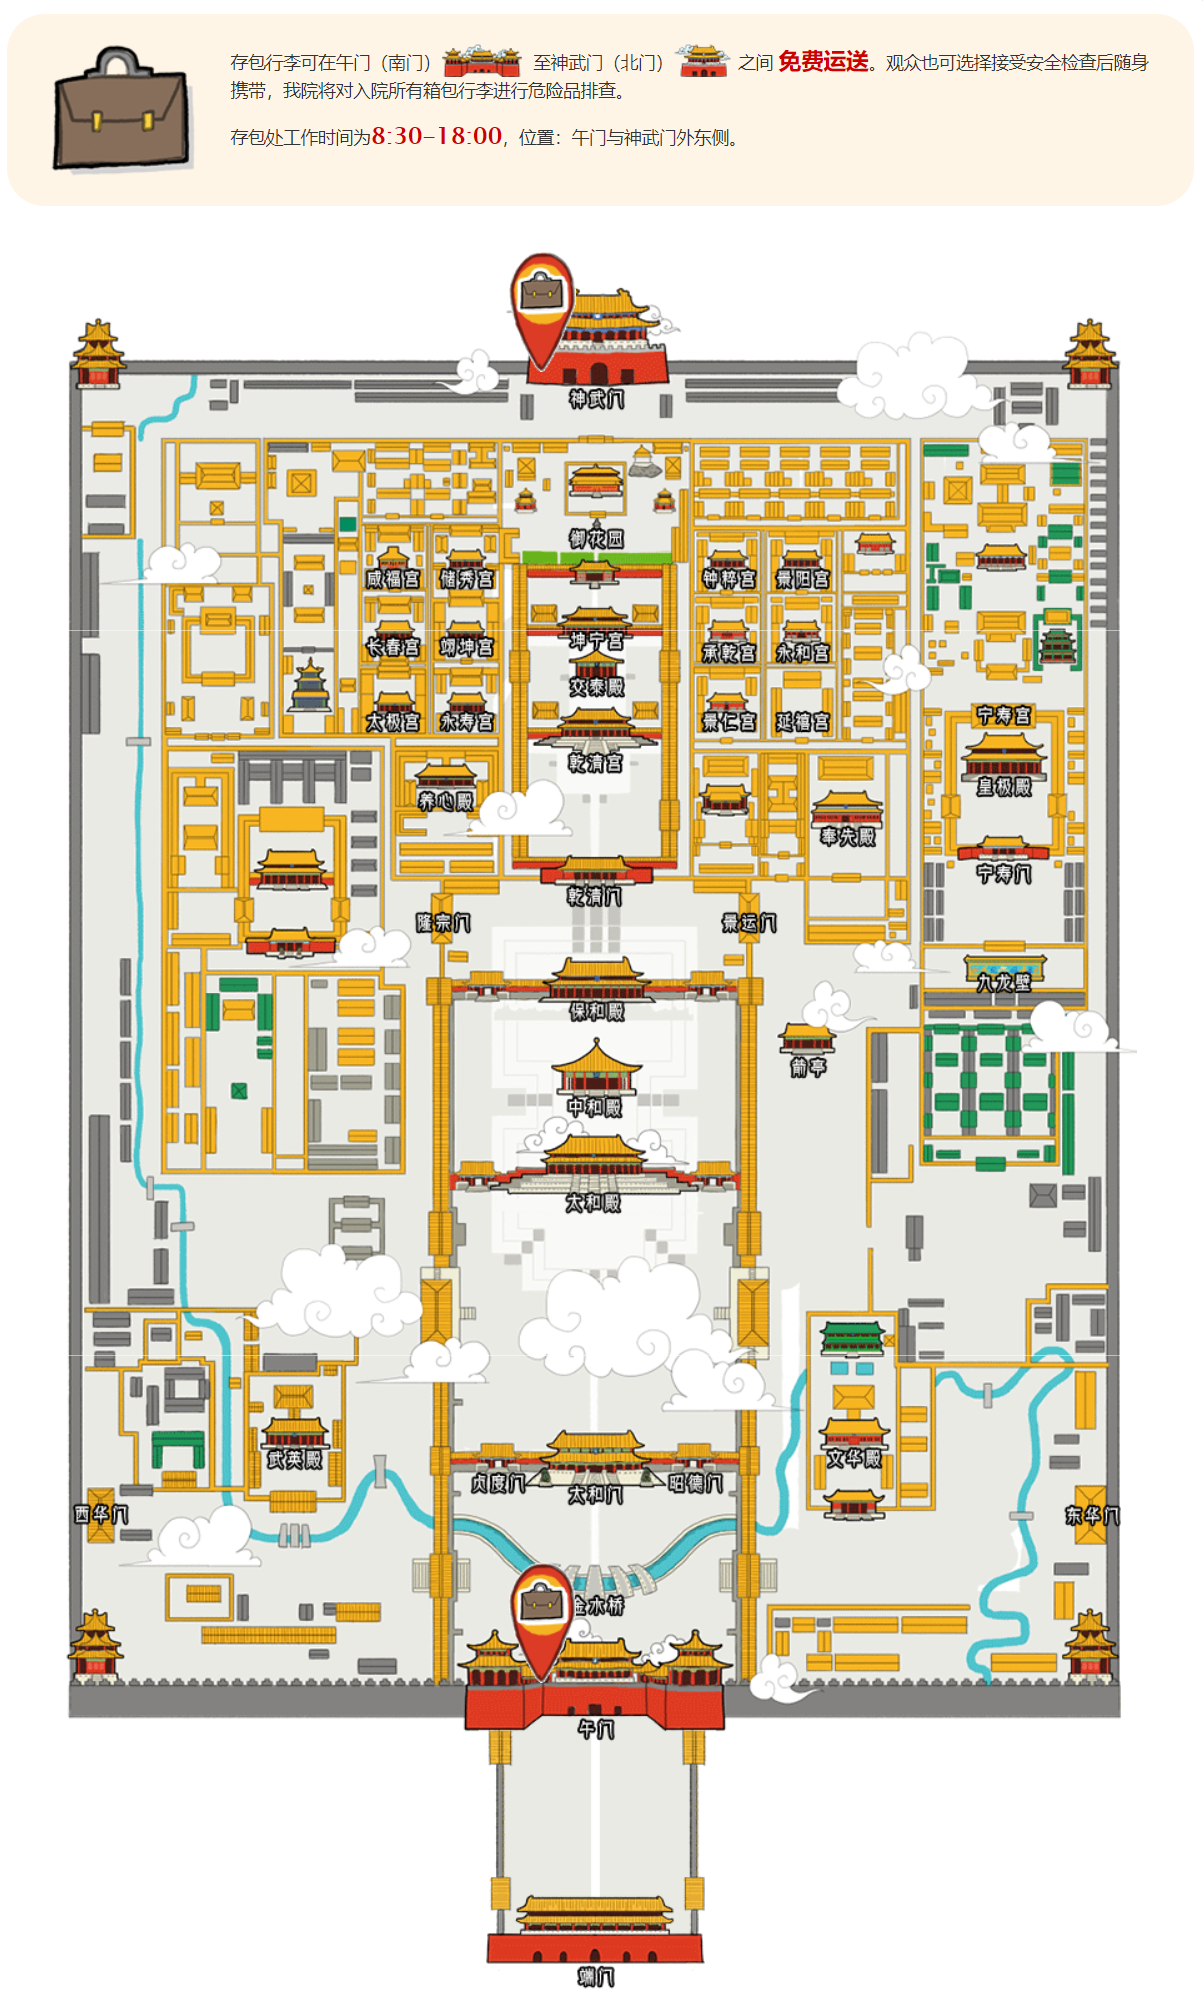 存包行李可在午门（南门） 至神武门（北门） 之间 免费运送。观众也可选择接受安全检查后随身
携带，我院将对入院所有箱包行李进行危险品排查。
存包处工作时间为8:30-18:00，位置：午门与神武门外东侧。
神武门
御花园
咸福宫 储秀宫 钟粹宫 景阳宫
长春宫 翊坤宫 坤宁宫 承乾宫 永和宫
交泰殿
太极宫 永寿宫 景仁宫 延禧宫 宁寿宫
乾清宫
养心殿 皇极殿
奉先殿
宁寿门
乾清门
隆宗门 景运门
九龙壁
保和殿
箭亭
中和殿
太和殿
武英殿 文华殿
贞度门 太和门 昭德门
西华门 东华门
金水桥
午门
端门